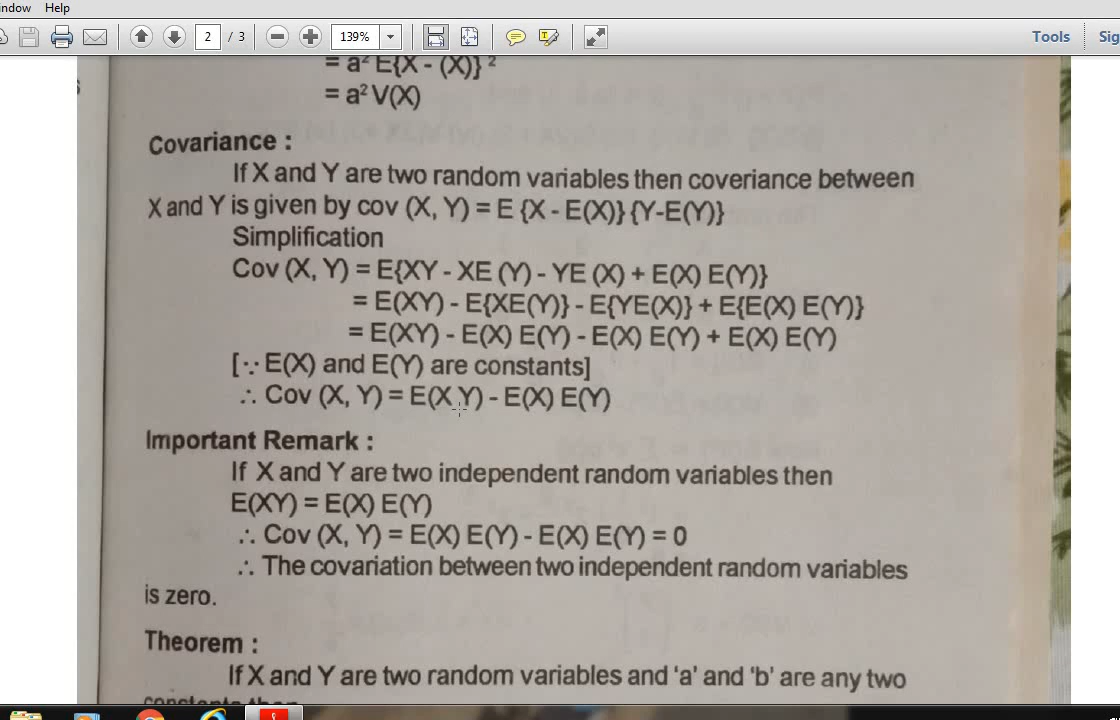 indow Help
2 / 3 139% Tools Sig
= a² E{X - (X)} ²
= a² V(X)
Covariance :
If X and Y are two random variables then coveriance between
X and Y is given by cov (X, Y) = E {X - E(X)} {Y-E(Y)}
Simplification
Cov (X, Y) = E{XY - XE (Y) - YE (X) + E(X) E(Y)}
= E(XY) - E{XE(Y)} - E{YE(X)} + E{E(X) E(Y)}
= E(XY) - E(X) E(Y) - E(X) E(Y) + E(X) E(Y)
[∵ E(X) and E(Y) are constants]
∴ Cov (X, Y) = E(X Y) - E(X) E(Y)
Important Remark :
If X and Y are two independent random variables then
E(XY) = E(X) E(Y)
∴ Cov (X, Y) = E(X) E(Y) - E(X) E(Y) = 0
∴ The covariation between two independent random variables
is zero.
Theorem :
If X and Y are two random variables and 'a' and 'b' are any two